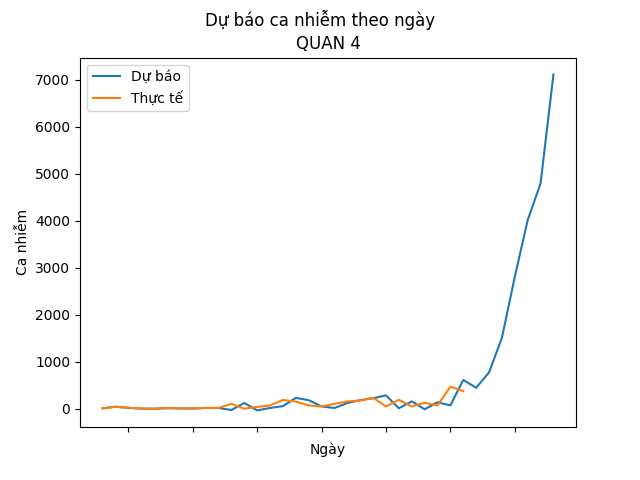 Dự báo ca nhiễm theo ngày
QUAN 4
Dự báo
Thực tế
7000
6000
5000
4000
3000
2000
1000
0
Ca nhiễm
Ngày